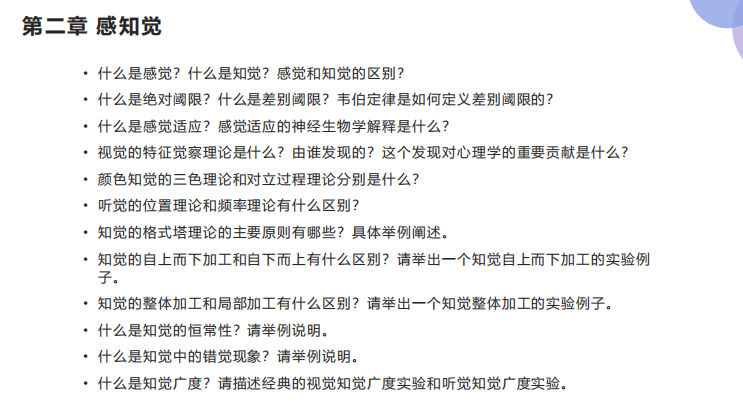 第二章 感知觉
• 什么是感觉？什么是知觉？感觉和知觉的区别？
• 什么是绝对阈限？什么是差别阈限？韦伯定律是如何定义差别阈限的？
• 什么是感觉适应？感觉适应的神经生物学解释是什么？
• 视觉的特征觉察理论是什么？由谁发现的？这个发现对心理学的重要贡献是什么？
• 颜色知觉的三色理论和对立过程理论分别是什么？
• 听觉的位置理论和频率理论有什么区别？
• 知觉的格式塔理论的主要原则有哪些？具体举例阐述。
• 知觉的自上而下加工和自下而上有什么区别？请举出一个知觉自上而下加工的实验例
子。
• 知觉的整体加工和局部加工有什么区别？请举出一个知觉整体加工的实验例子。
• 什么是知觉的恒常性？请举例说明。
• 什么是知觉中的错觉现象？请举例说明。
• 什么是知觉广度？请描述经典的视觉知觉广度实验和听觉知觉广度实验。